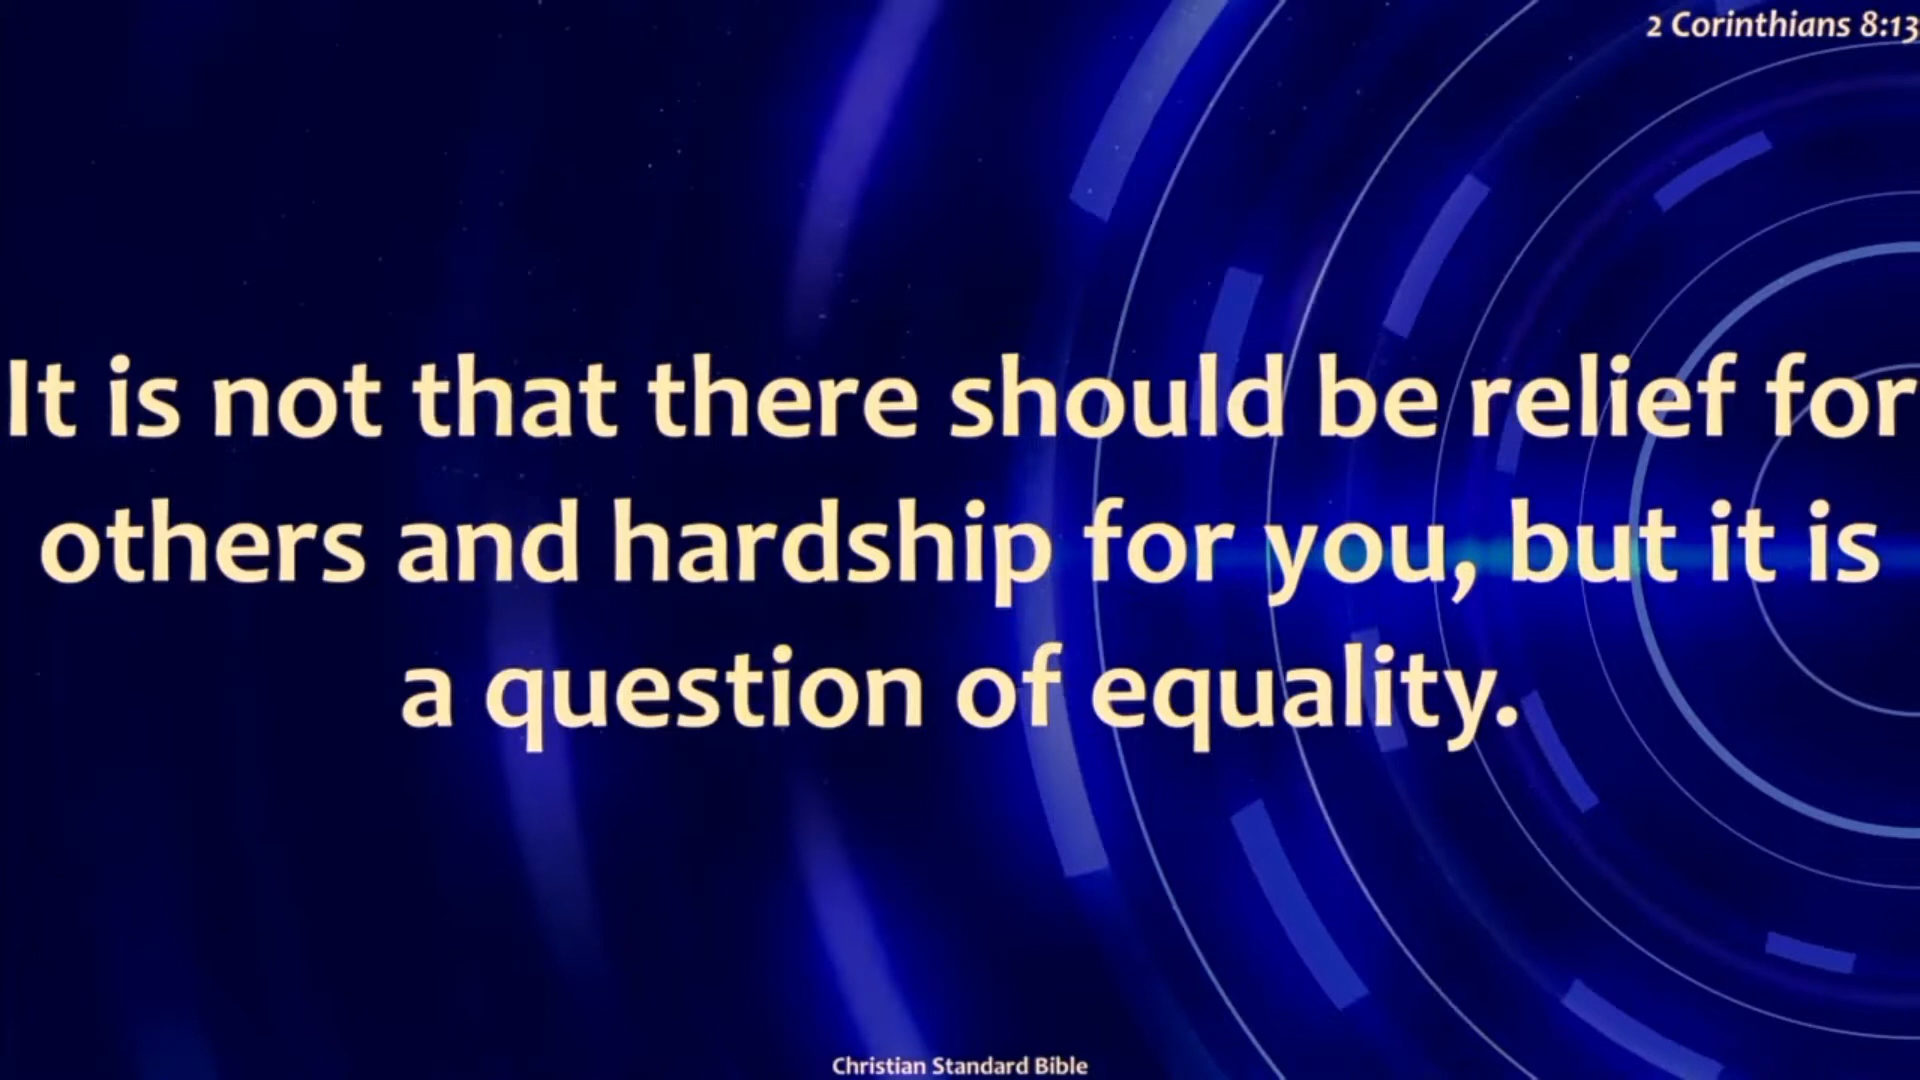 2 Corinthians 8:13
It is not that there should be relief for
others and hardship for you, but it is
a question of equality.
Christian Standard Bible